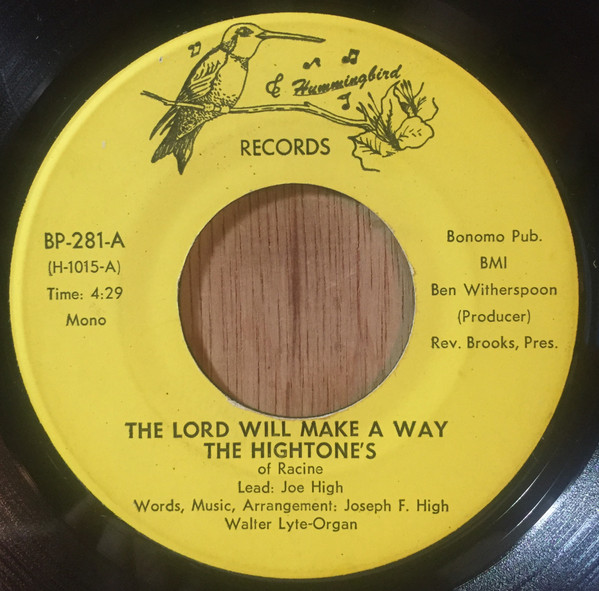 Hummingbird
RECORDS
BP-281-A
(H-1015-A)
Time: 4:29
Mono
Bonomo Pub.
BMI
Ben Witherspoon
(Producer)
Rev. Brooks, Pres.
THE LORD WILL MAKE A WAY
THE HIGHTONE'S
of Racine
Lead: Joe High
Words, Music, Arrangement: Joseph F. High
Walter Lyte-Organ